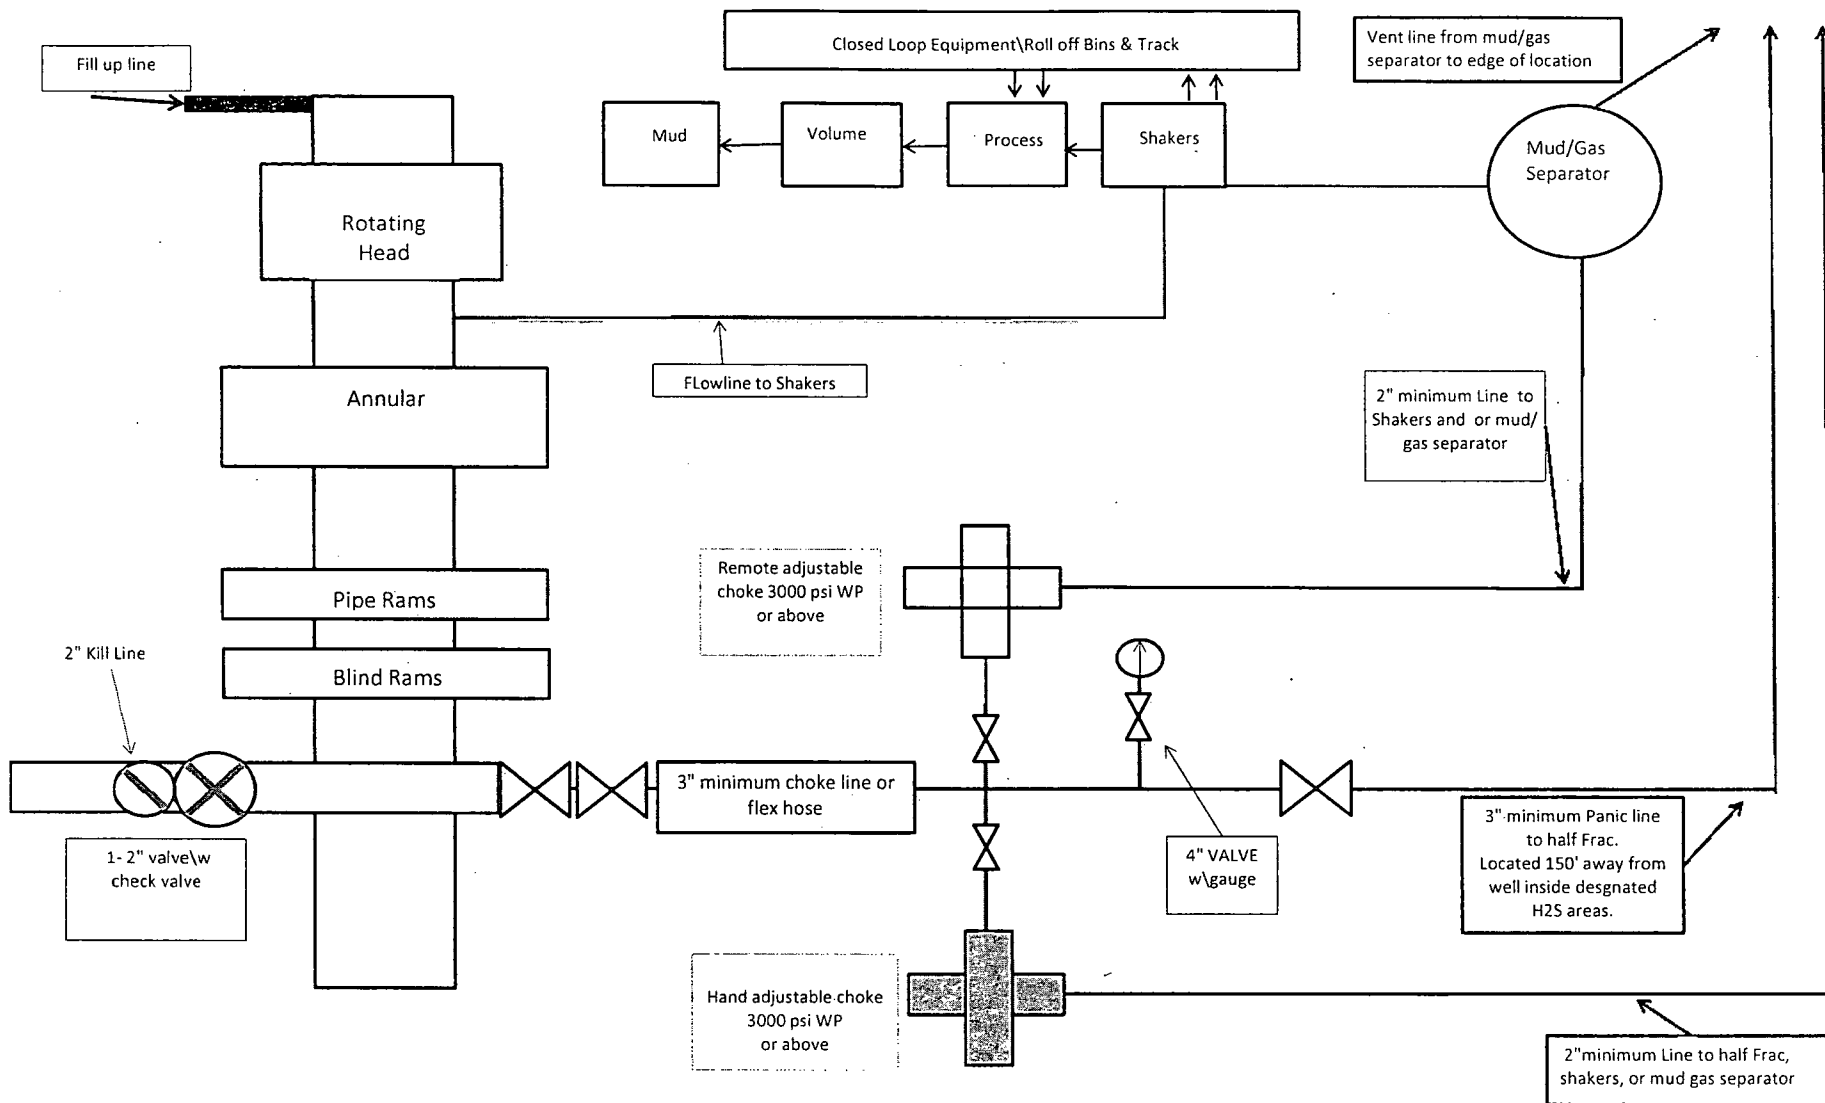 Closed Loop Equipment\Roll off Bins & Track
Vent line from mud/gas
separator to edge of location
Fill up line
Mud
Volume
Process
Shakers
Mud/Gas
Separator
Rotating
Head
FLowline to Shakers
Annular
2" minimum Line to
Shakers and or mud/
gas separator
Remote adjustable
choke 3000 psi WP
or above
Pipe Rams
2" Kill Line
Blind Rams
3" minimum choke line or
flex hose
1- 2" valve\w
check valve
4" VALVE
w\gauge
3" minimum Panic line
to half Frac.
Located 150' away from
well inside desgnated
H2S areas.
Hand adjustable choke
3000 psi WP
or above
2"minimum Line to half Frac,
shakers, or mud gas separator